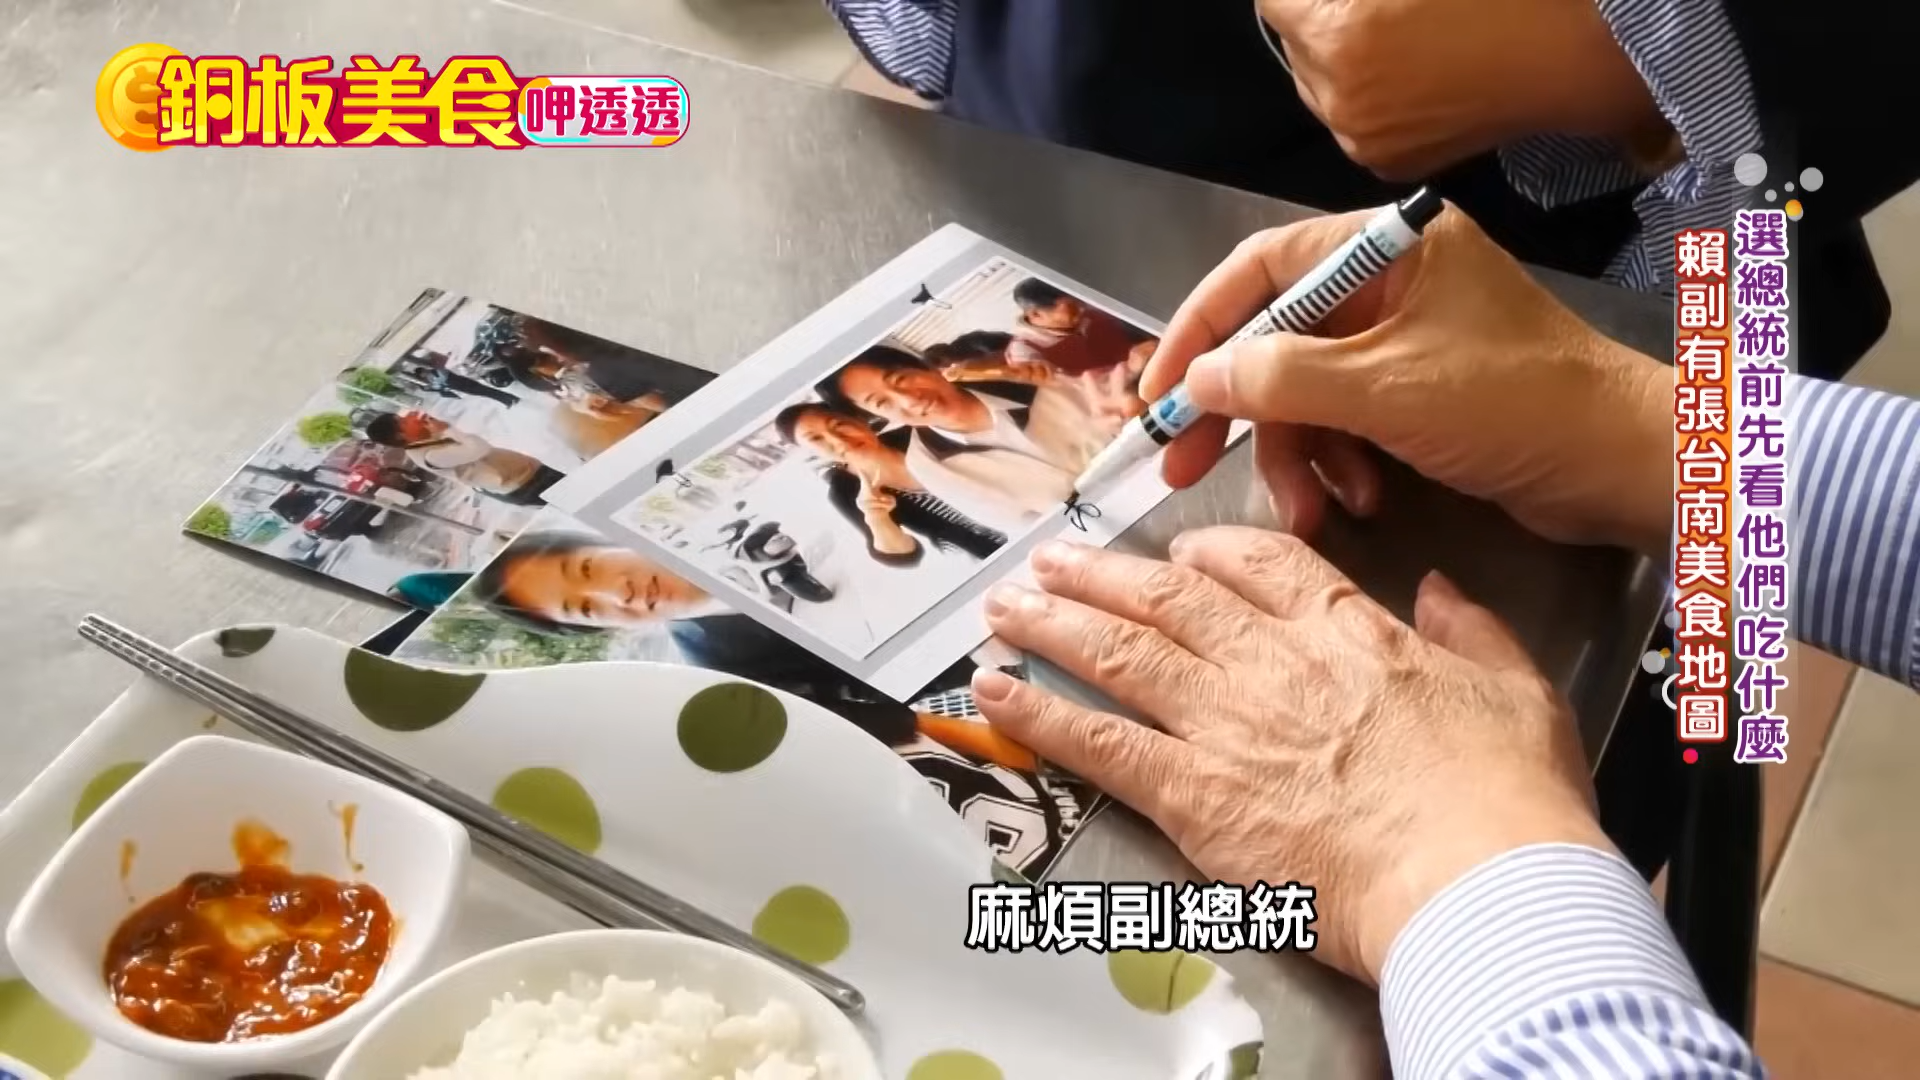 銅板美食
呷透透
選總統前先看他們吃什麼
賴副有張台南美食地圖
麻煩副總統